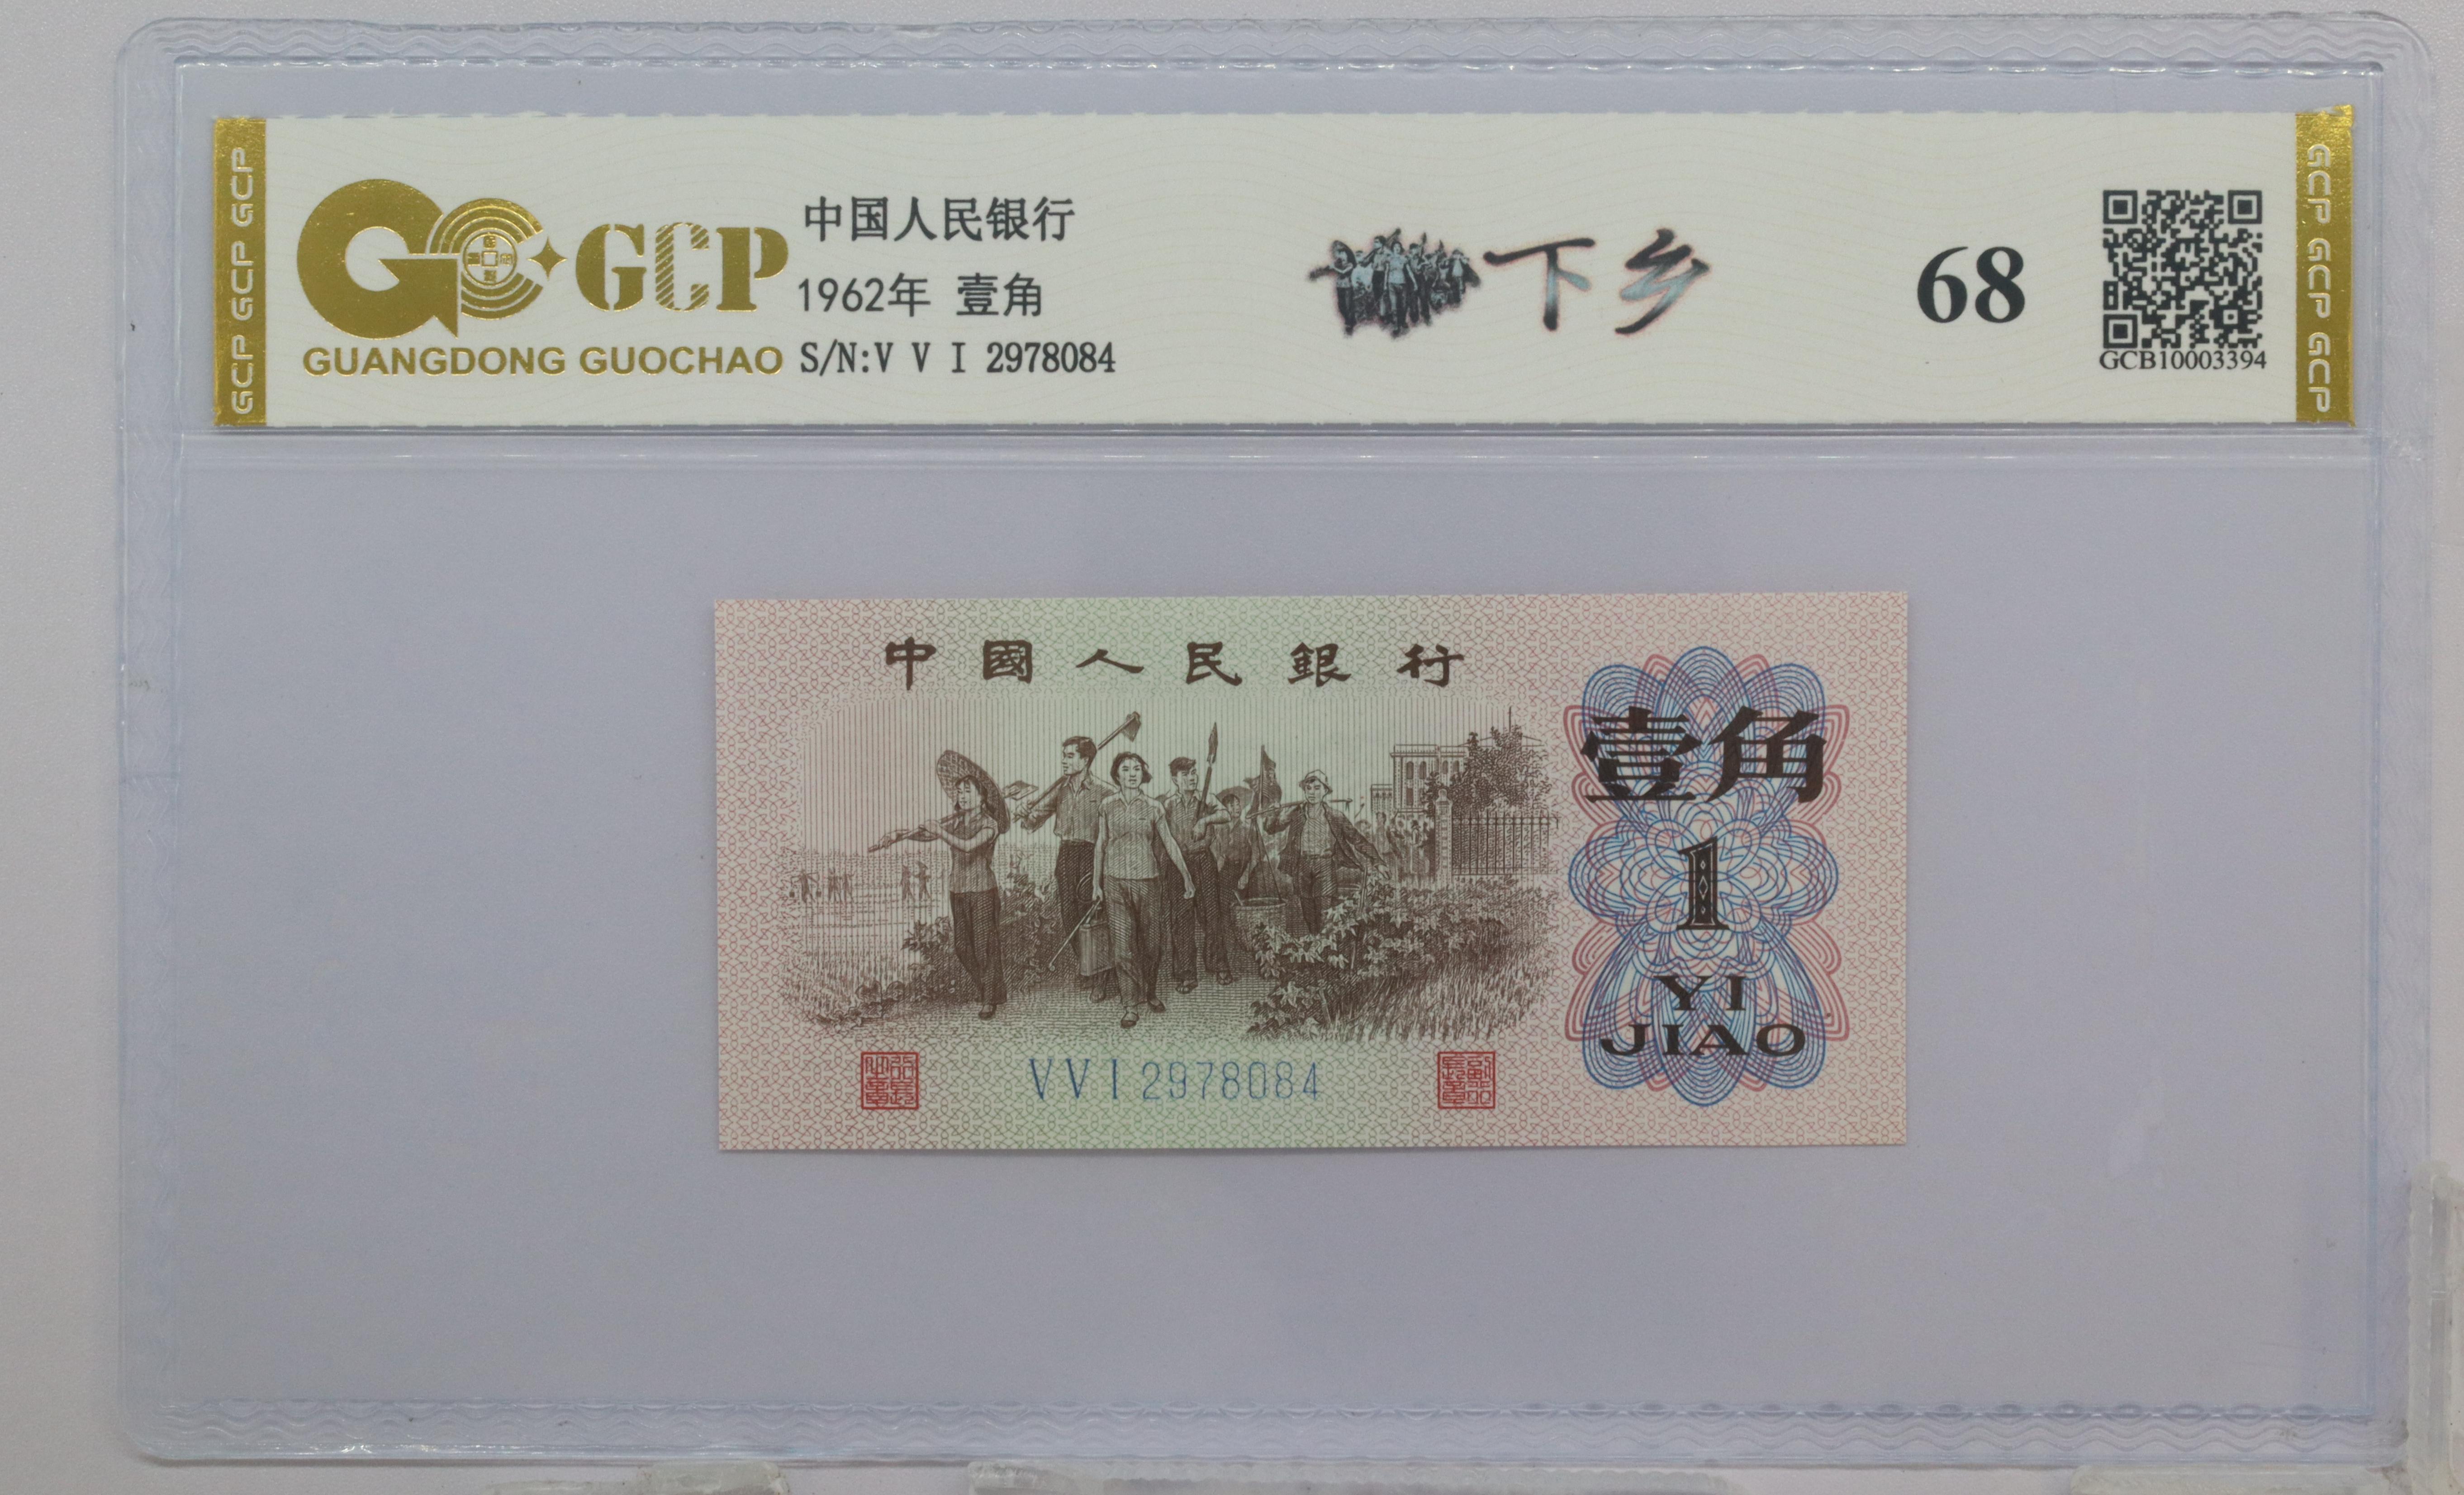 GCP GCP GCP
GCP
GUANGDONG GUOCHAO
中国人民银行
1962年 壹角
S/N:V V I 2978084
下乡
68
GCB10003394
GCP GCP GCP
中國人民銀行
壹角
1
YI
JIAO
VVI2978084